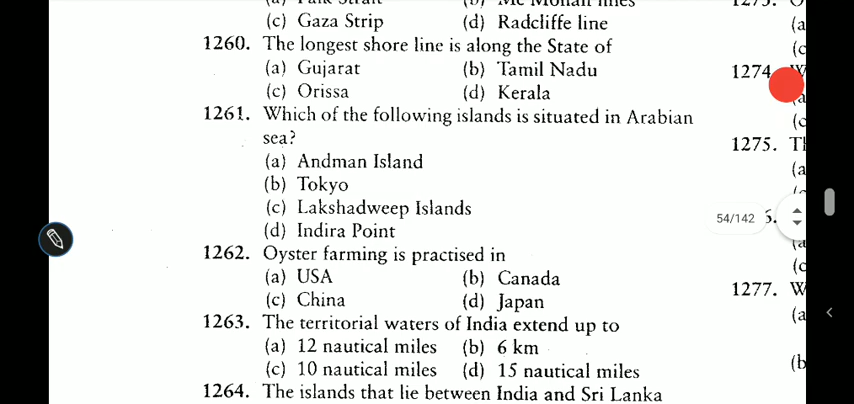 (c) Gaza Strip (d) Radcliffe line
1260. The longest shore line is along the State of
(a) Gujarat (b) Tamil Nadu
(c) Orissa (d) Kerala
1261. Which of the following islands is situated in Arabian
sea?
(a) Andman Island
(b) Tokyo
(c) Lakshadweep Islands
(d) Indira Point
1262. Oyster farming is practised in
(a) USA (b) Canada
(c) China (d) Japan
1263. The territorial waters of India extend up to
(a) 12 nautical miles (b) 6 km
(c) 10 nautical miles (d) 15 nautical miles
1264. The islands that lie between India and Sri Lanka
(a
(c
1274
(c
1275.
(a
54/142
(c
1277. W
(a
(b